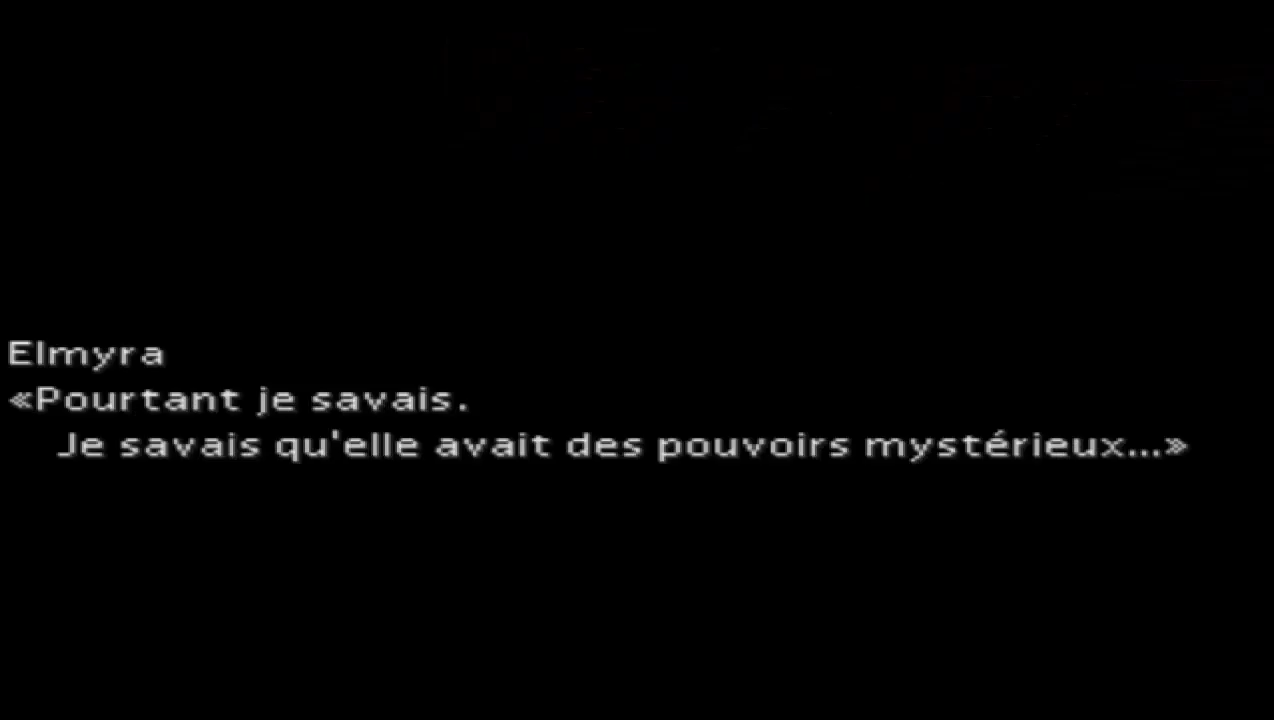 Elmyra
«Pourtant je savais.
Je savais qu'elle avait des pouvoirs mystérieux...»